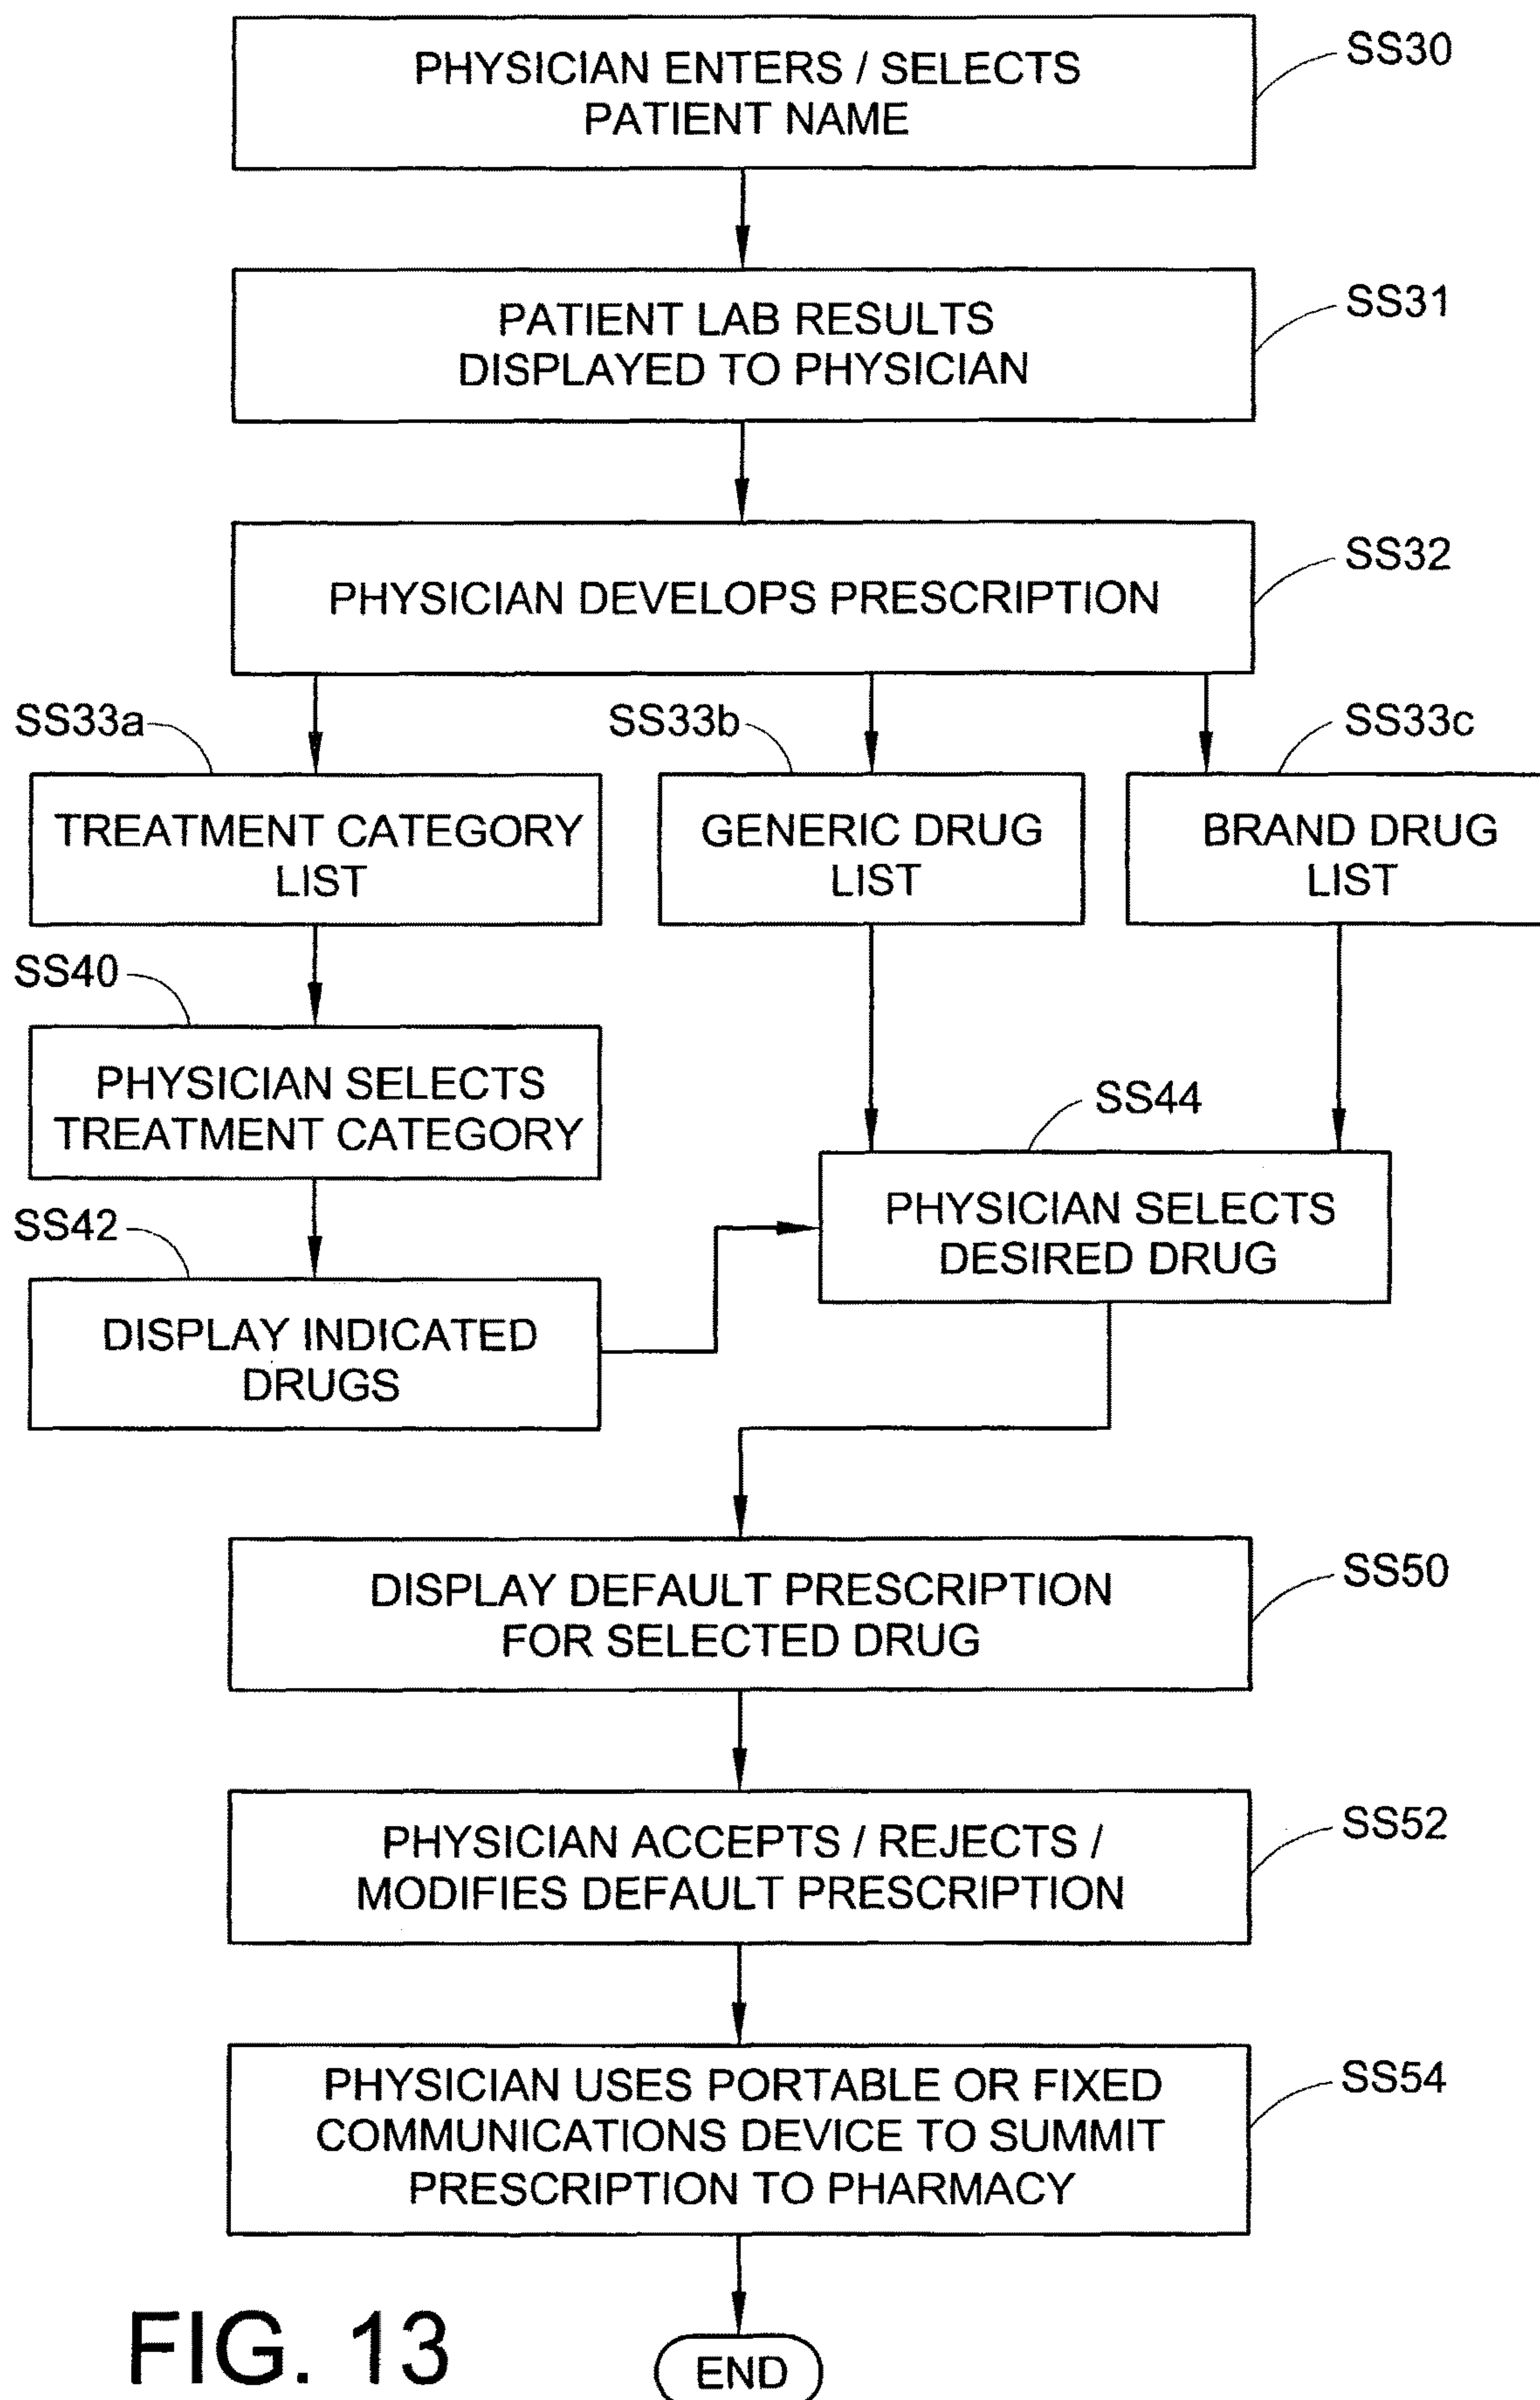 PHYSICIAN ENTERS / SELECTS
PATIENT NAME
SS30
PATIENT LAB RESULTS
DISPLAYED TO PHYSICIAN
SS31
PHYSICIAN DEVELOPS PRESCRIPTION
SS32
SS33a
TREATMENT CATEGORY
LIST
SS33b
GENERIC DRUG
LIST
SS33c
BRAND DRUG
LIST
SS40
PHYSICIAN SELECTS
TREATMENT CATEGORY
SS42
DISPLAY INDICATED
DRUGS
SS44
PHYSICIAN SELECTS
DESIRED DRUG
DISPLAY DEFAULT PRESCRIPTION
FOR SELECTED DRUG
SS50
PHYSICIAN ACCEPTS / REJECTS /
MODIFIES DEFAULT PRESCRIPTION
SS52
PHYSICIAN USES PORTABLE OR FIXED
COMMUNICATIONS DEVICE TO SUMMIT
PRESCRIPTION TO PHARMACY
SS54
END
FIG. 13